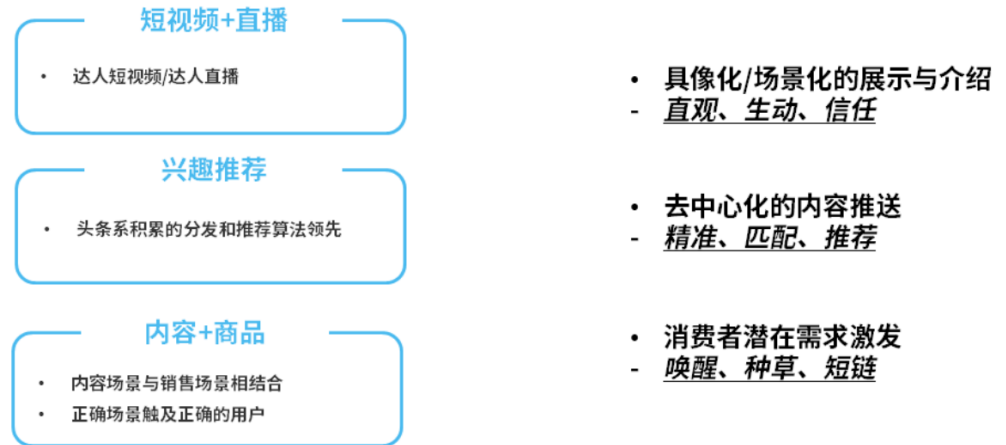 短视频+直播
• 达人短视频/达人直播
• 具像化/场景化的展示与介绍
- 直观、生动、信任
兴趣推荐
• 头条系积累的分发和推荐算法领先
• 去中心化的内容推送
- 精准、匹配、推荐
内容+商品
• 内容场景与销售场景相结合
• 正确场景触及正确的用户
• 消费者潜在需求激发
- 唤醒、种草、短链